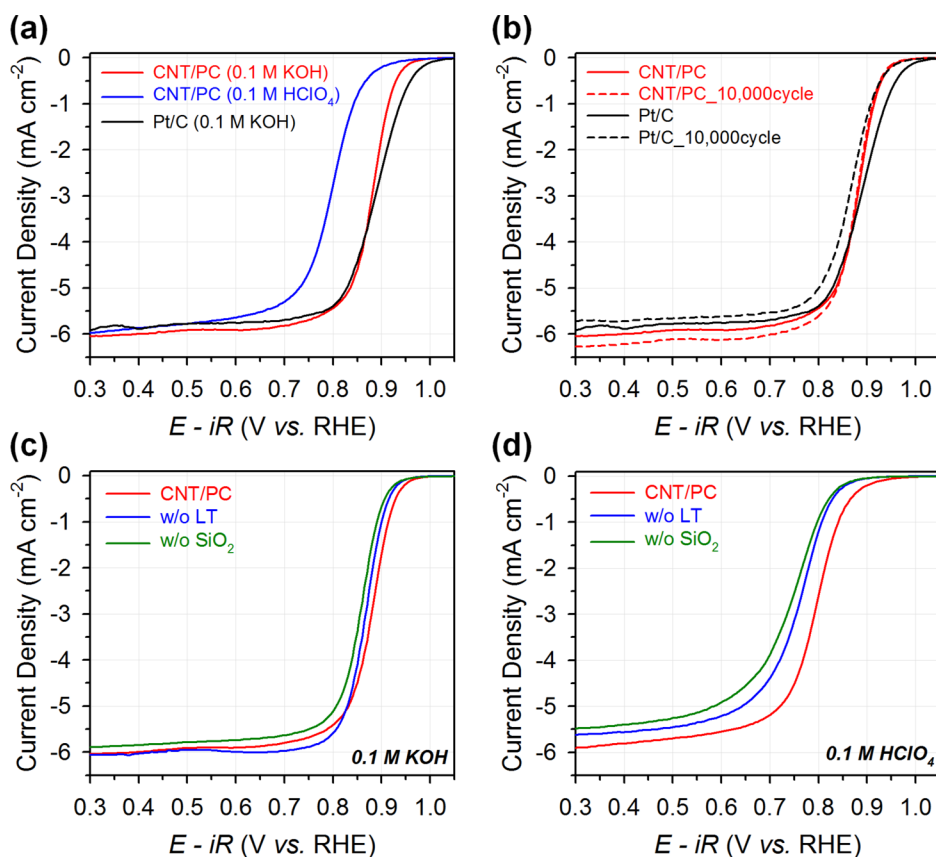 (a)
CNT/PC (0.1 M KOH)
CNT/PC (0.1 M HClO₄)
Pt/C (0.1 M KOH)
0
-1
-2
-3
-4
-5
-6
Current Density (mA cm⁻²)
0.3 0.4 0.5 0.6 0.7 0.8 0.9 1.0
E - iR (V vs. RHE)
(b)
CNT/PC
CNT/PC_10,000cycle
Pt/C
Pt/C_10,000cycle
0
-1
-2
-3
-4
-5
-6
Current Density (mA cm⁻²)
0.3 0.4 0.5 0.6 0.7 0.8 0.9 1.0
E - iR (V vs. RHE)
(c)
CNT/PC
w/o LT
w/o SiO₂
0
-1
-2
-3
-4
-5
-6
Current Density (mA cm⁻²)
0.1 M KOH
0.3 0.4 0.5 0.6 0.7 0.8 0.9 1.0
E - iR (V vs. RHE)
(d)
CNT/PC
w/o LT
w/o SiO₂
0
-1
-2
-3
-4
-5
-6
Current Density (mA cm⁻²)
0.1 M HClO₄
0.3 0.4 0.5 0.6 0.7 0.8 0.9 1.0
E - iR (V vs. RHE)